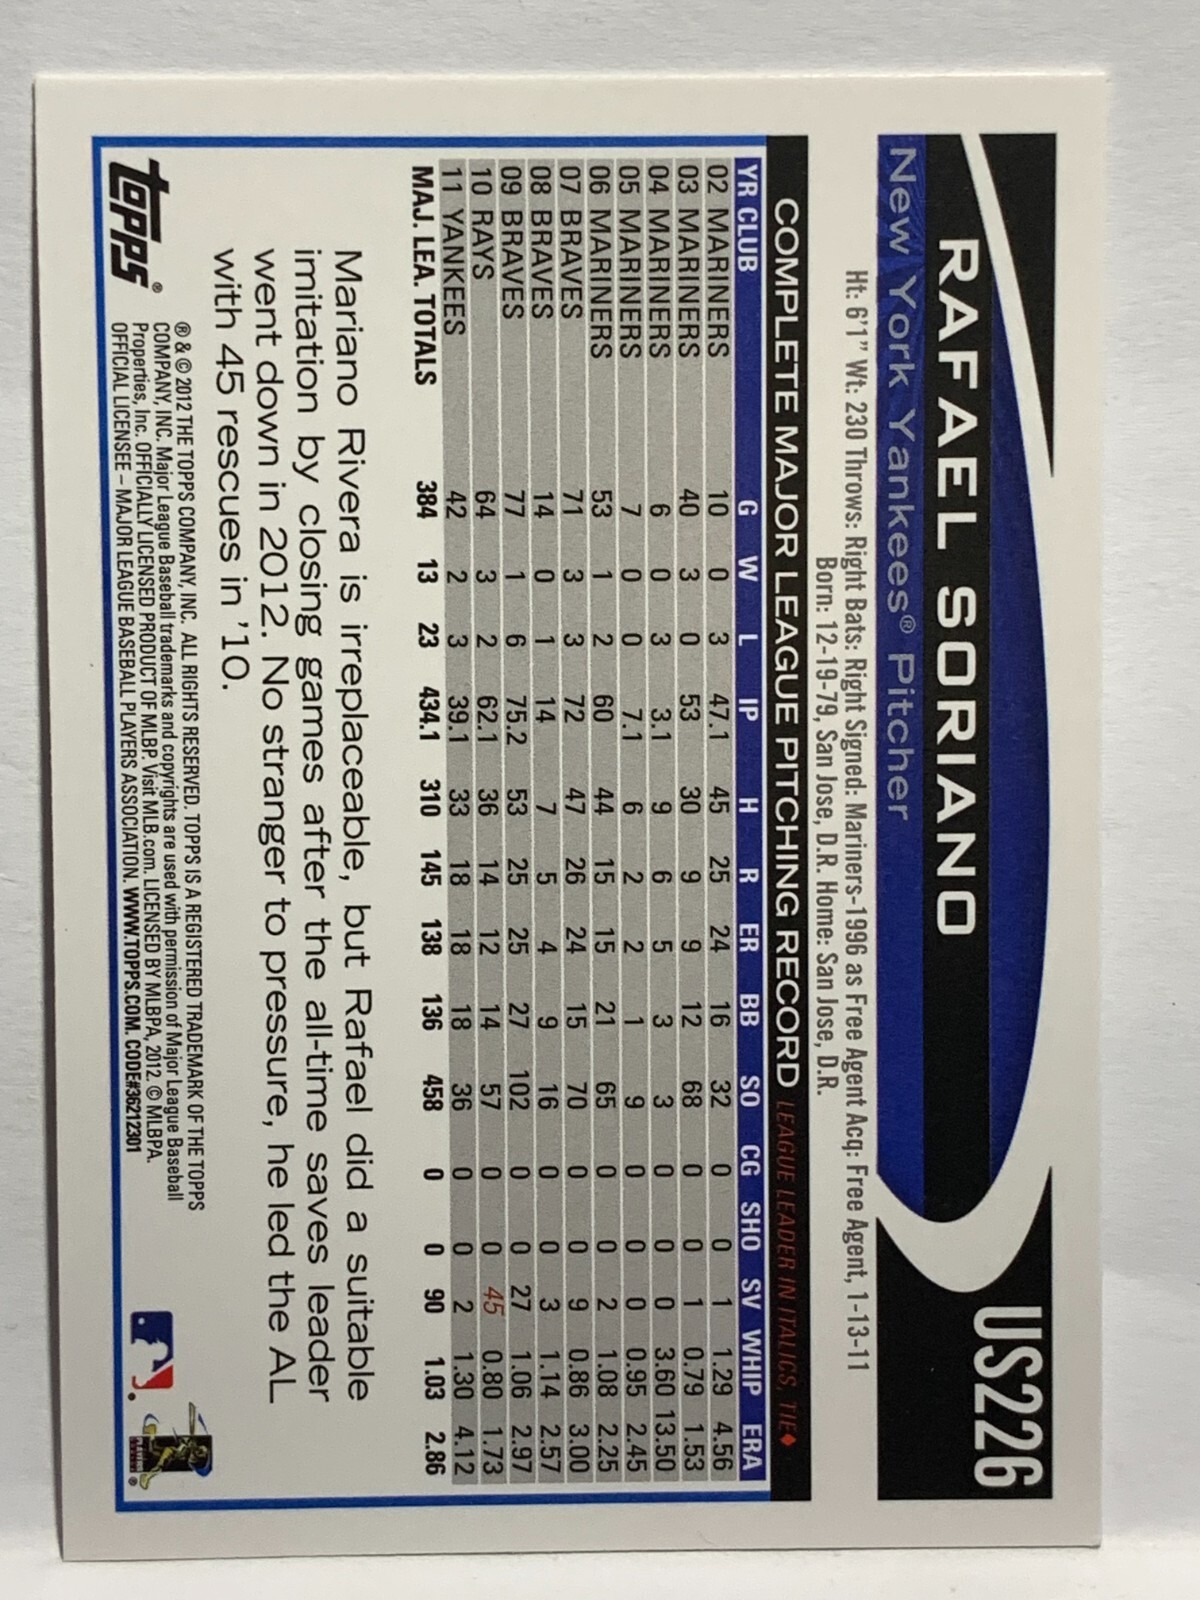 US226
RAFAEL SORIANO
New York Yankees® Pitcher
Ht: 6'1" Wt: 230 Throws: Right Bats: Right Signed: Mariners-1996 as Free Agent Acq: Free Agent, 1-13-11
Born: 12-19-79, San Jose, D.R. Home: San Jose, D.R.
COMPLETE MAJOR LEAGUE PITCHING RECORD LEAGUE LEADER IN ITALICS, TIE♦
YR CLUB G W L IP H R ER BB SO CG SHO SV WHIP ERA
02 MARINERS 10 0 3 47.1 45 25 24 16 32 0 0 1 1.29 4.56
03 MARINERS 40 3 0 53 30 9 9 12 68 0 0 1 0.79 1.53
04 MARINERS 6 0 3 3.1 9 6 5 3 3 0 0 0 3.60 13.50
05 MARINERS 7 0 0 7.1 6 2 2 1 9 0 0 0 0.95 2.45
06 MARINERS 53 1 2 60 44 15 15 21 65 0 0 2 1.08 2.25
07 BRAVES 71 3 3 72 47 26 24 15 70 0 0 9 0.86 3.00
08 BRAVES 14 0 1 14 7 5 4 9 16 0 0 3 1.14 2.57
09 BRAVES 77 1 6 75.2 53 25 25 27 102 0 0 27 1.06 2.97
10 RAYS 64 3 2 62.1 36 14 12 14 57 0 0 45 0.80 1.73
11 YANKEES 42 2 3 39.1 33 18 18 18 36 0 0 2 1.30 4.12
MAJ. LEA. TOTALS 384 13 23 434.1 310 145 138 136 458 0 0 90 1.03 2.86
Mariano Rivera is irreplaceable, but Rafael did a suitable
imitation by closing games after the all-time saves leader
went down in 2012. No stranger to pressure, he led the AL
with 45 rescues in '10.
topps®
® & © 2012 THE TOPPS COMPANY, INC. ALL RIGHTS RESERVED. TOPPS IS A REGISTERED TRADEMARK OF THE TOPPS
COMPANY, INC. Major League Baseball trademarks and copyrights are used with permission of Major League Baseball
Properties, Inc. OFFICIALLY LICENSED PRODUCT OF MLBP. Visit MLB.com. LICENSED BY MLBPA, 2012. © MLBPA.
OFFICIAL LICENSEE – MAJOR LEAGUE BASEBALL PLAYERS ASSOCIATION. WWW.TOPPS.COM. CODE#36212301